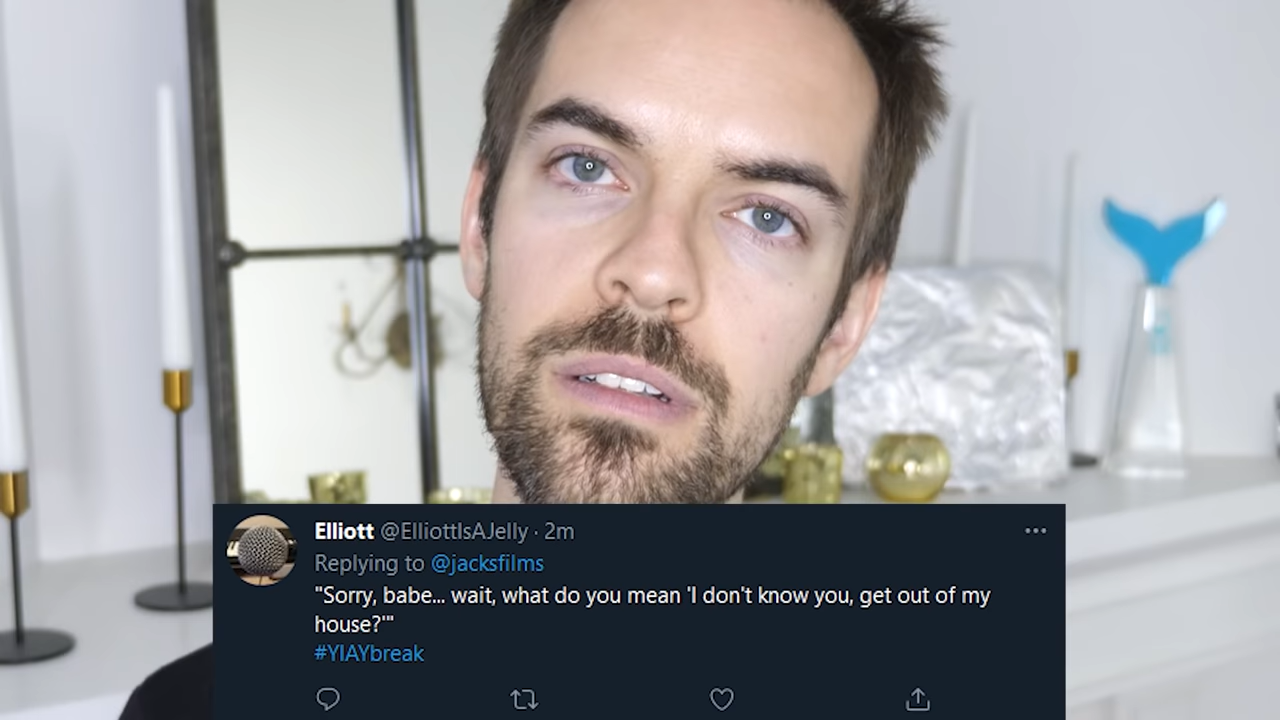 Elliott @ElliottIsAJelly · 2m
Replying to @jacksfilms
"Sorry, babe... wait, what do you mean 'I don't know you, get out of my
house?'"
#YIAYbreak